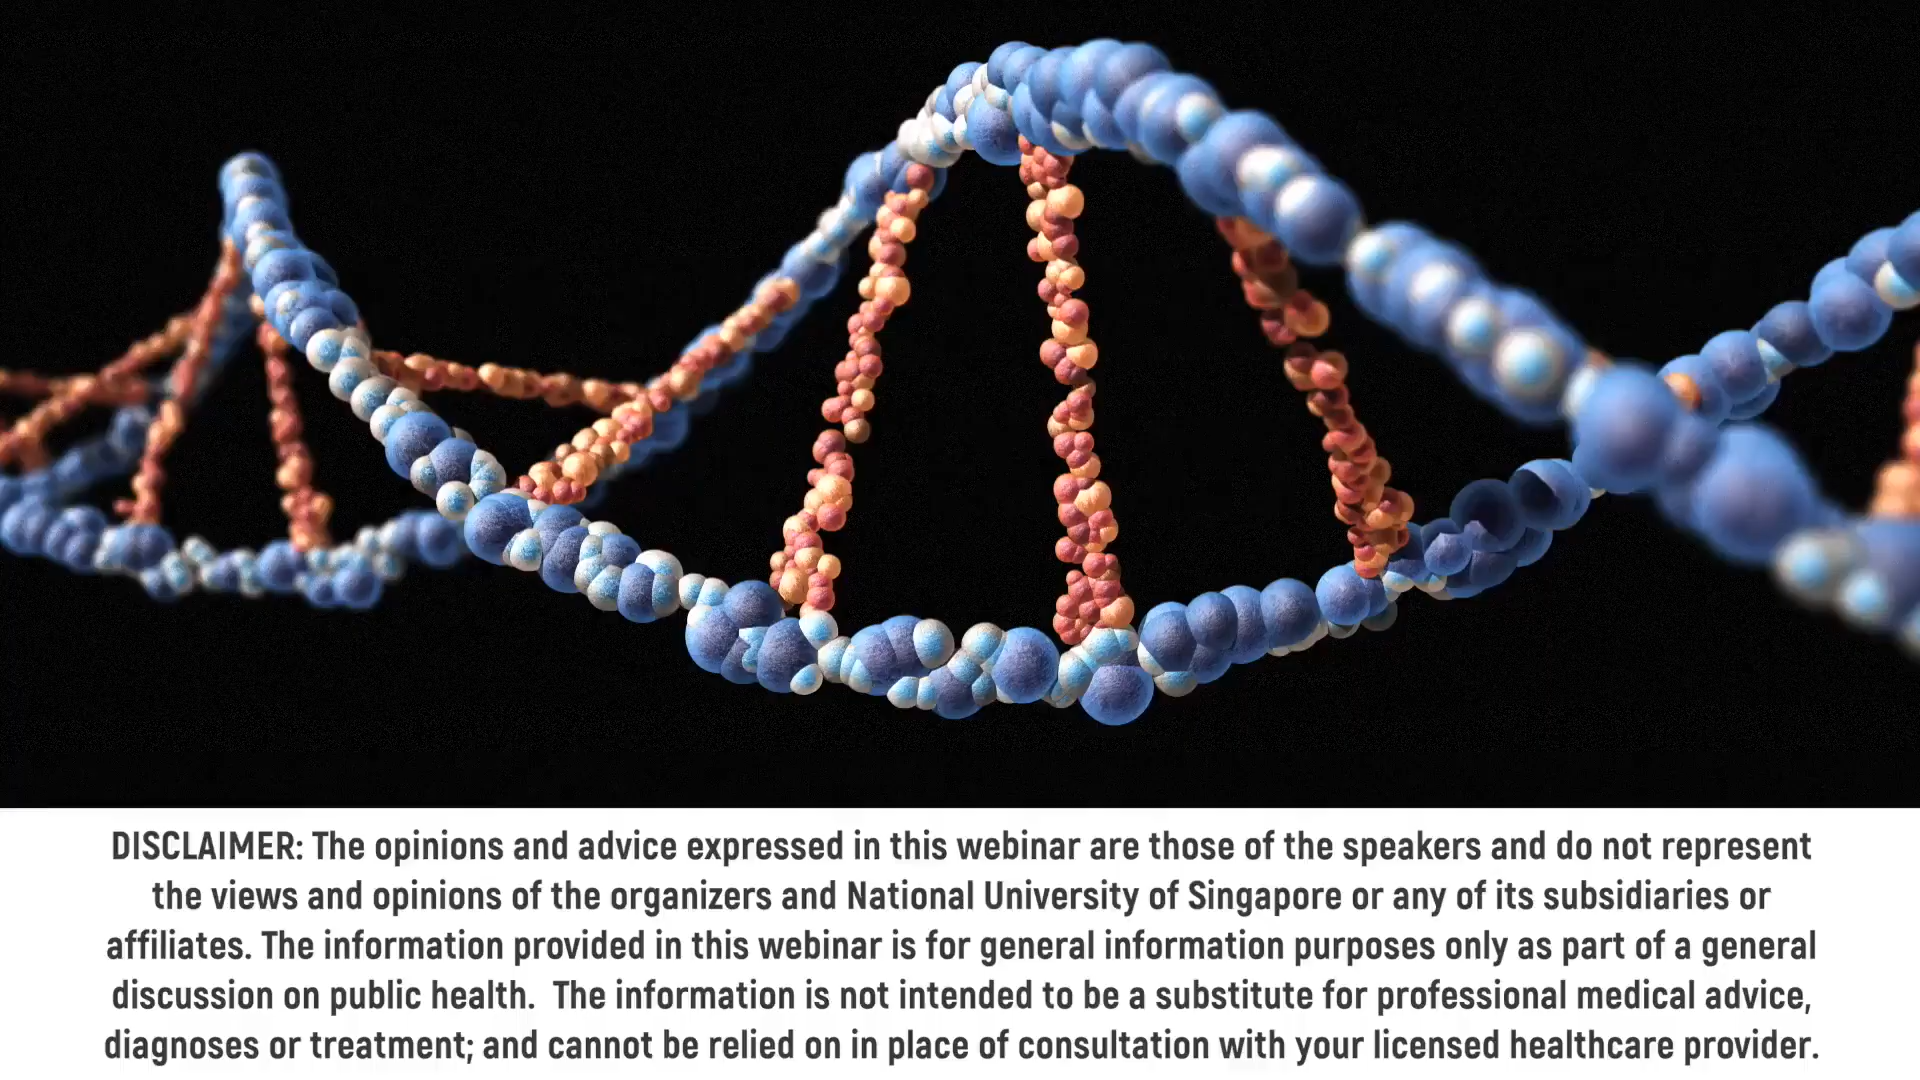 DISCLAIMER: The opinions and advice expressed in this webinar are those of the speakers and do not represent
the views and opinions of the organizers and National University of Singapore or any of its subsidiaries or
affiliates. The information provided in this webinar is for general information purposes only as part of a general
discussion on public health.  The information is not intended to be a substitute for professional medical advice,
diagnoses or treatment; and cannot be relied on in place of consultation with your licensed healthcare provider.